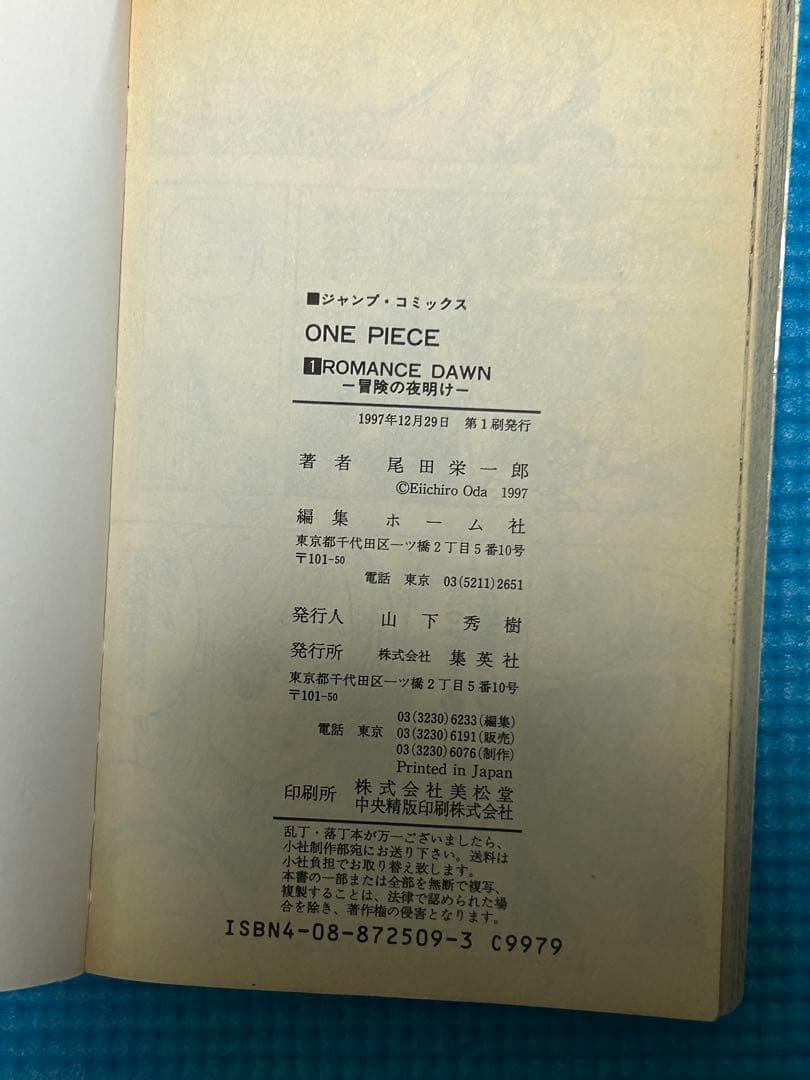 ■ジャンプ・コミックス
ONE PIECE
1 ROMANCE DAWN
ー冒険の夜明けー
1997年12月29日 第1刷発行
著者 尾田栄一郎
©Eiichiro Oda 1997
編集 ホーム社
東京都千代田区一ツ橋2丁目5番10号
〒101-50
電話 東京 03(5211)2651
発行人 山下秀樹
発行所 株式会社 集英社
東京都千代田区一ツ橋2丁目5番10号
〒101-50
03(3230)6233(編集)
電話 東京 03(3230)6191(販売)
03(3230)6076(制作)
Printed in Japan
印刷所 株式会社美松堂
中央精版印刷株式会社
乱丁・落丁本が万一ございましたら、
小社制作部宛にお送り下さい。送料は
小社負担でお取り替え致します。
本書の一部または全部を無断で複写、
複製することは、法律で認められた場
合を除き、著作権の侵害となります。
ISBN4-08-872509-3 C9979